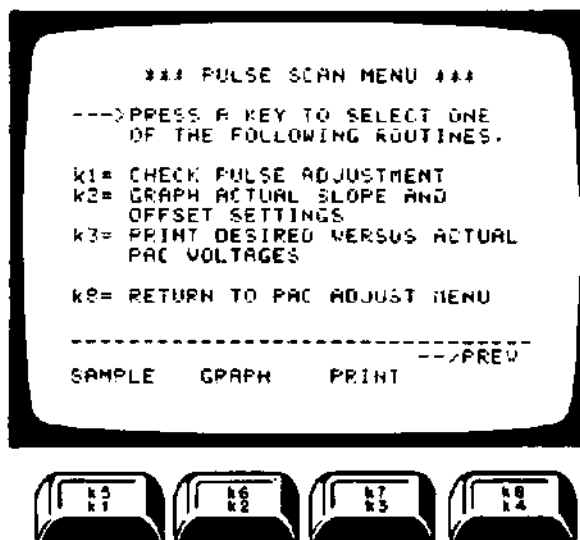 *** PULSE SCAN MENU ***
--->PRESS A KEY TO SELECT ONE
OF THE FOLLOWING ROUTINES.
k1= CHECK PULSE ADJUSTMENT
k2= GRAPH ACTUAL SLOPE AND
OFFSET SETTINGS
k3= PRINT DESIRED VERSUS ACTUAL
PAC VOLTAGES
k8= RETURN TO PAC ADJUST MENU
-->PREV
SAMPLE GRAPH PRINT
k5 k6 k7 k8
k1 k2 k3 k4